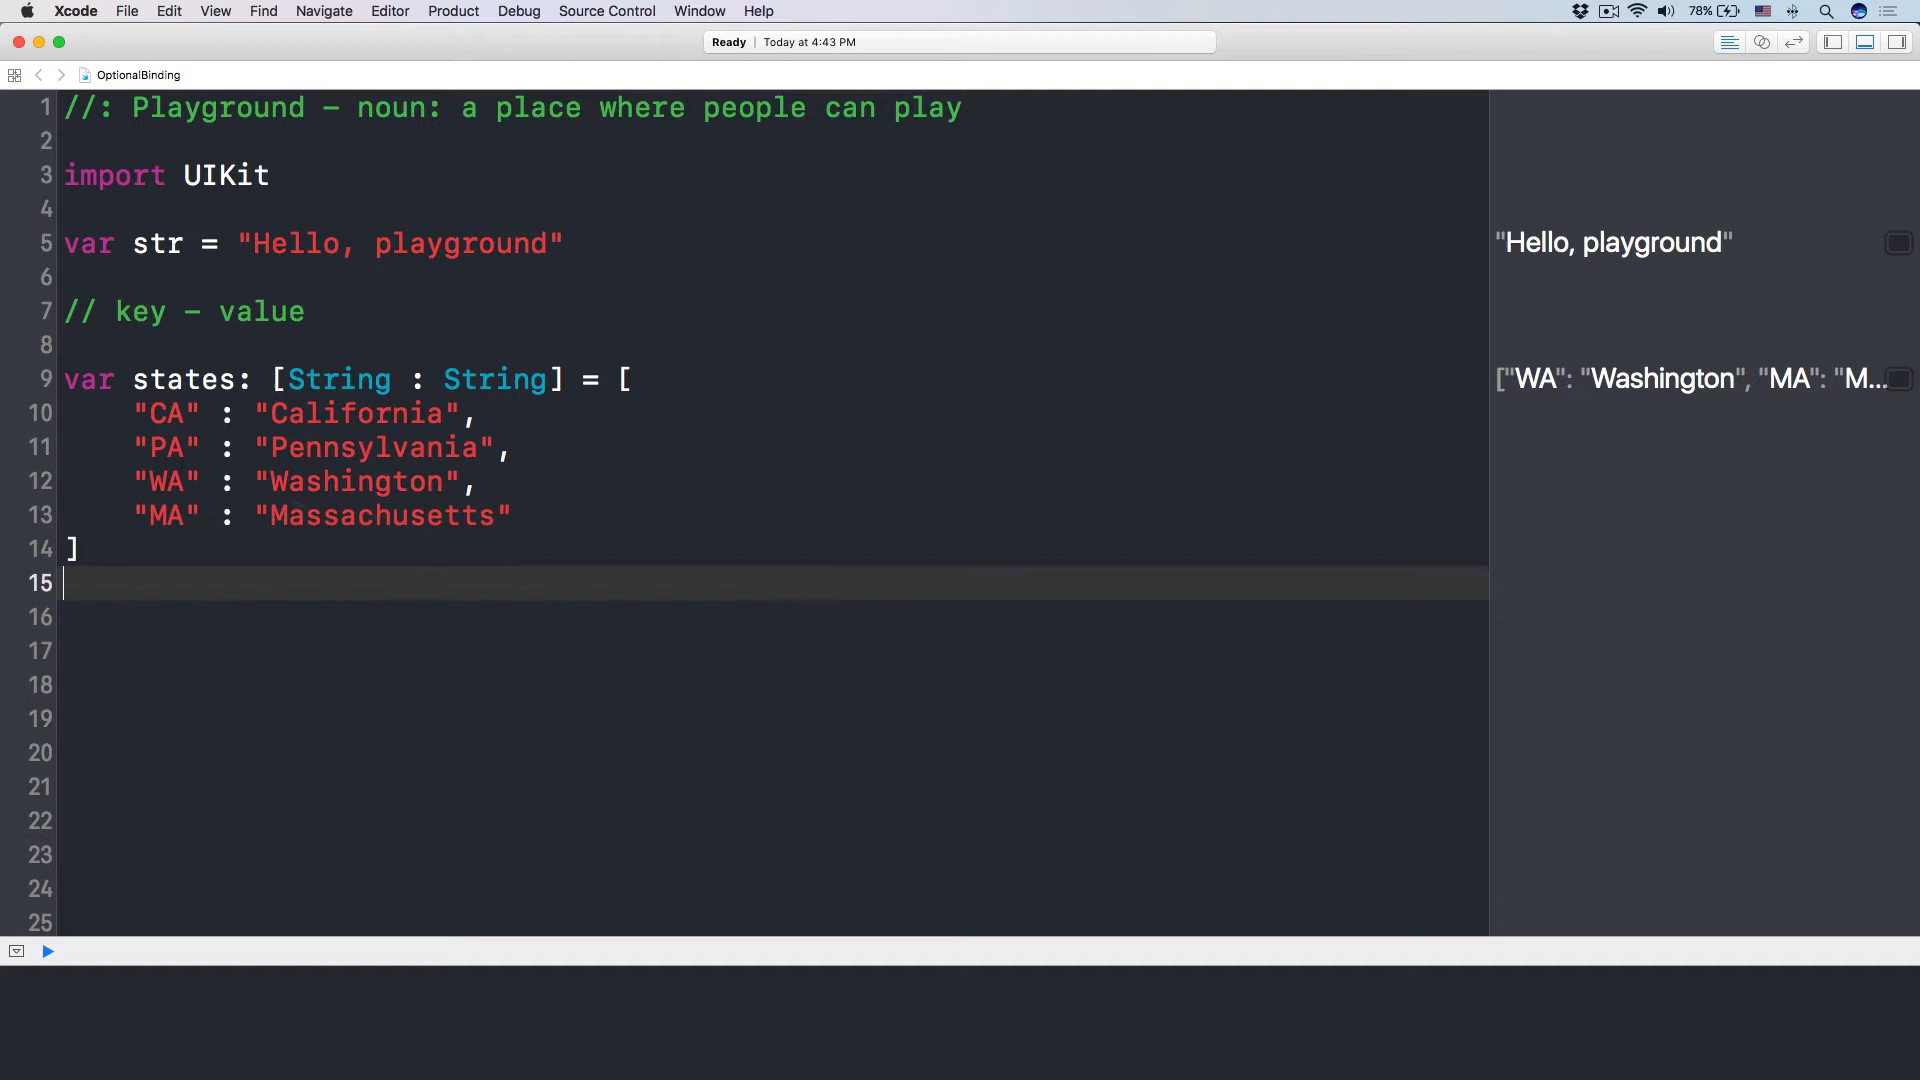 Xcode File Edit View Find Navigate Editor Product Debug Source Control Window Help 78%
Ready | Today at 4:43 PM
OptionalBinding
1 //: Playground - noun: a place where people can play
2
3 import UIKit
4
5 var str = "Hello, playground" "Hello, playground"
6
7 // key - value
8
9 var states: [String : String] = [ ["WA": "Washington", "MA": "M...
10 "CA" : "California",
11 "PA" : "Pennsylvania",
12 "WA" : "Washington",
13 "MA" : "Massachusetts"
14 ]
15
16
17
18
19
20
21
22
23
24
25